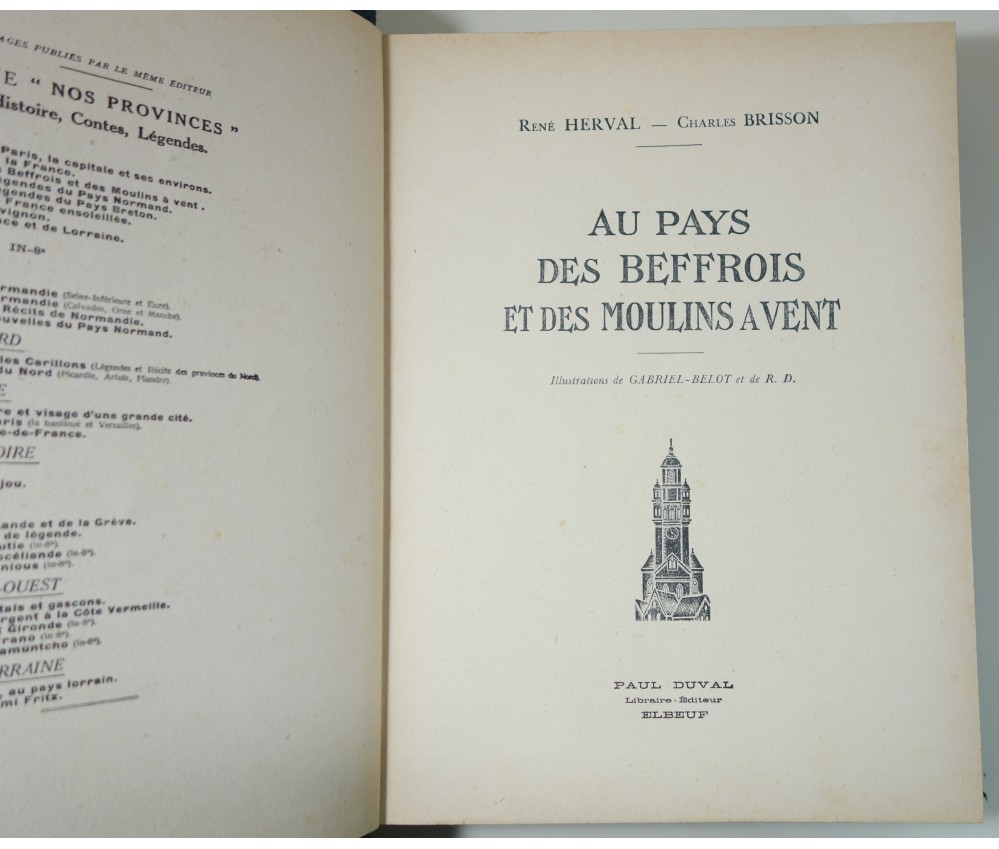 AGES PUBLIÉS PAR LE MÊME ÉDITEUR
E " NOS PROVINCES "
Histoire, Contes, Légendes.
Paris, la capitale et ses environs.
la France.
Beffrois et des Moulins à vent.
égendes du Pays Normand.
égendes du Pays Breton.
France ensoleillée.
vignon.
nce et de Lorraine.
IN-8°
rmandie (Seine-Inférieure et Eure).
rmandie (Calvados, Orne et Manche).
Récits de Normandie.
uvelles du Pays Normand.
RD
les Carillons (Légendes et Récits des provinces du Nord).
du Nord (Picardie, Artois, Flandre).
E
re et visage d'une grande cité.
ris (la banlieue et Versailles).
e-de-France.
OIRE
jou.
ande et de la Grève.
de légende.
utie (in-8°).
océliande (in-8°).
nious (in-8°).
-OUEST
tais et gascons.
rgent à la Côte Vermeille.
Gironde (in-8°).
rrano (in-8°).
amuntcho (in-8°).
RRAINE
, au pays lorrain.
mi Fritz.
RENÉ HERVAL — CHARLES BRISSON
AU PAYS
DES BEFFROIS
ET DES MOULINS A VENT
Illustrations de GABRIEL-BELOT et de R. D.
PAUL DUVAL
Libraire-Éditeur
ELBEUF